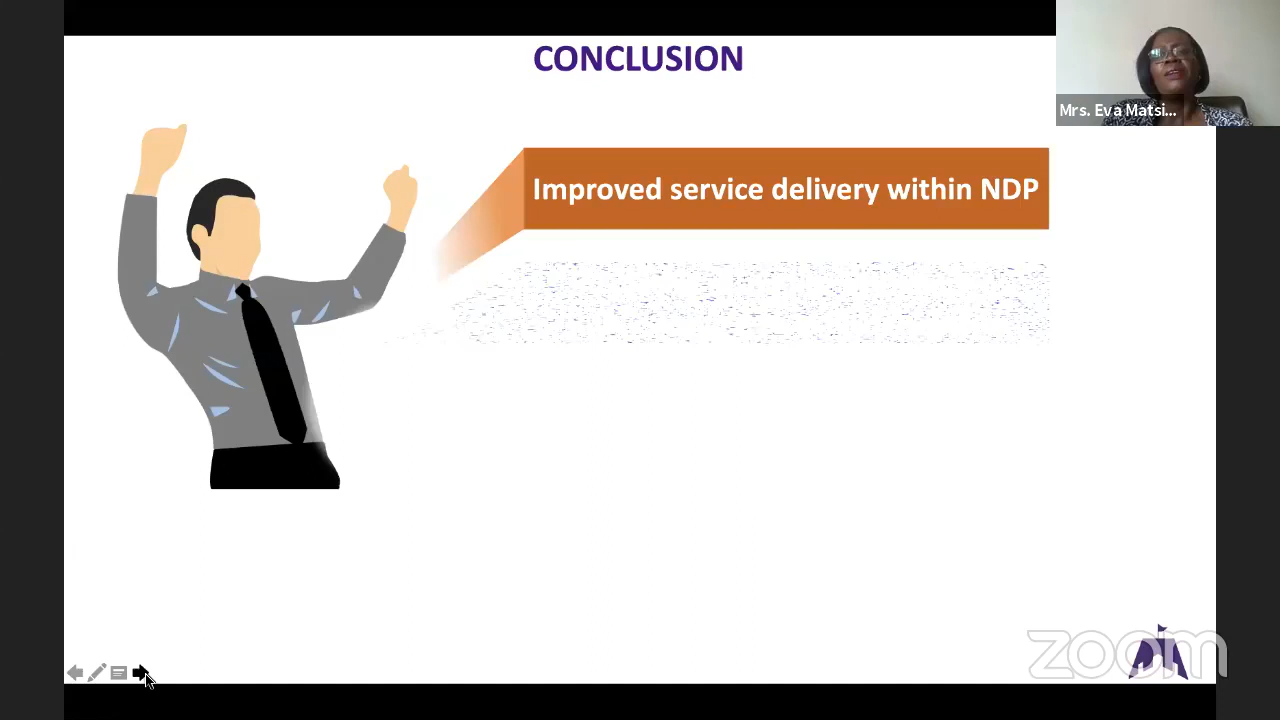 CONCLUSION
Mrs. Eva Matsi...
Improved service delivery within NDP
zoom